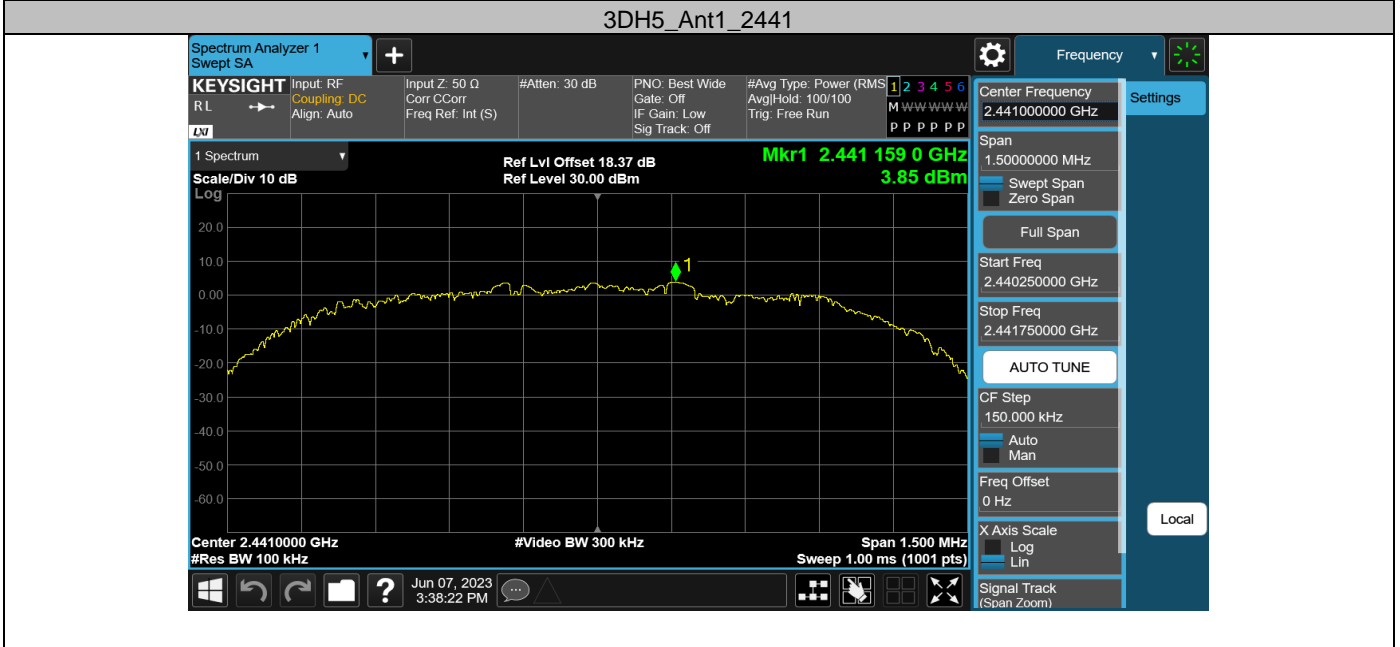 3DH5_Ant1_2441
Spectrum Analyzer 1
Swept SA
Frequency
KEYSIGHT
R L
LXI
Input: RF
Coupling: DC
Align: Auto
Input Z: 50 Ω
Corr CCorr
Freq Ref: Int (S)
#Atten: 30 dB
PNO: Best Wide
Gate: Off
IF Gain: Low
Sig Track: Off
#Avg Type: Power (RMS
Avg|Hold: 100/100
Trig: Free Run
1 2 3 4 5 6
M W W W W W
P P P P P P
1 Spectrum
Scale/Div 10 dB
Log
Ref Lvl Offset 18.37 dB
Ref Level 30.00 dBm
Mkr1 2.441 159 0 GHz
3.85 dBm
20.0
10.0
0.00
-10.0
-20.0
-30.0
-40.0
-50.0
-60.0
1
Center 2.4410000 GHz
#Res BW 100 kHz
#Video BW 300 kHz
Span 1.500 MHz
Sweep 1.00 ms (1001 pts)
Center Frequency
2.441000000 GHz
Settings
Span
1.50000000 MHz
Swept Span
Zero Span
Full Span
Start Freq
2.440250000 GHz
Stop Freq
2.441750000 GHz
AUTO TUNE
CF Step
150.000 kHz
Auto
Man
Freq Offset
0 Hz
X Axis Scale
Log
Lin
Local
Signal Track
(Span Zoom)
?
Jun 07, 2023
3:38:22 PM